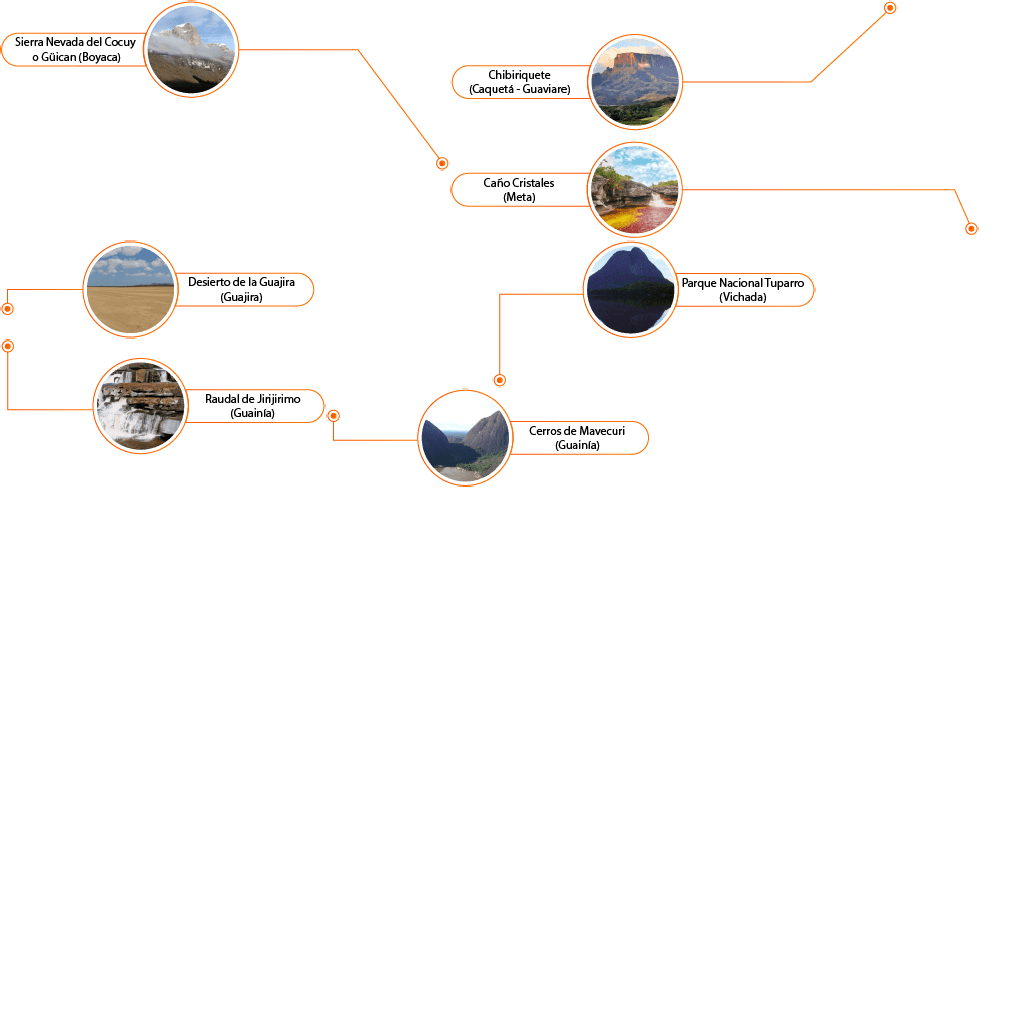 Sierra Nevada del Cocuy
o Güican (Boyaca)
Chibiriquete
(Caquetá - Guaviare)
Caño Cristales
(Meta)
Desierto de la Guajira
(Guajira)
Parque Nacional Tuparro
(Vichada)
Raudal de Jirijirimo
(Guainía)
Cerros de Mavecuri
(Guainía)